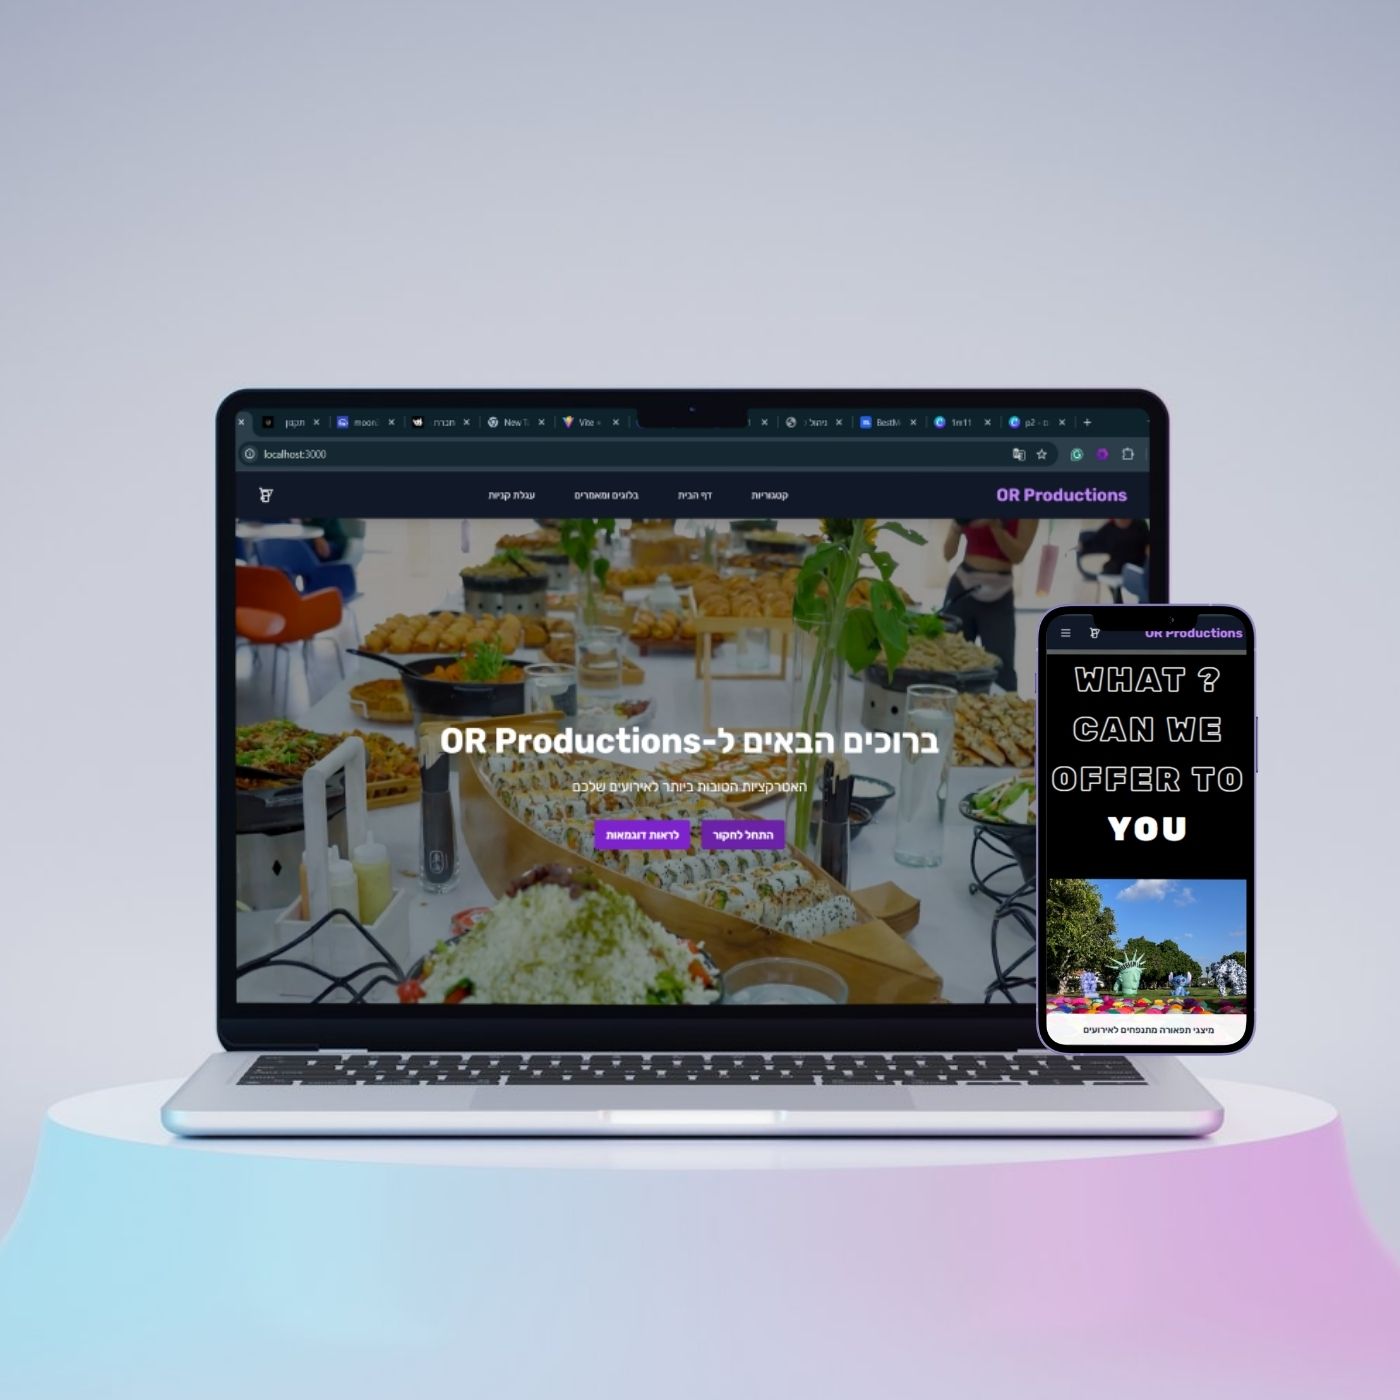 תקנון
moon
חברת
New T
Vite
ניהול
BestM
1m11
p2 - ם
localhost:3000
OR Productions
קטגוריות
דף הבית
בלוגים ומאמרים
עגלת קניות
ברוכים הבאים ל-OR Productions
האטרקציות הטובות ביותר לאירועים שלכם
התחל לחקור
לראות דוגמאות
OR Productions
WHAT ?
CAN WE
OFFER TO
YOU
מיצגי תפאורה מתנפחים לאירועים